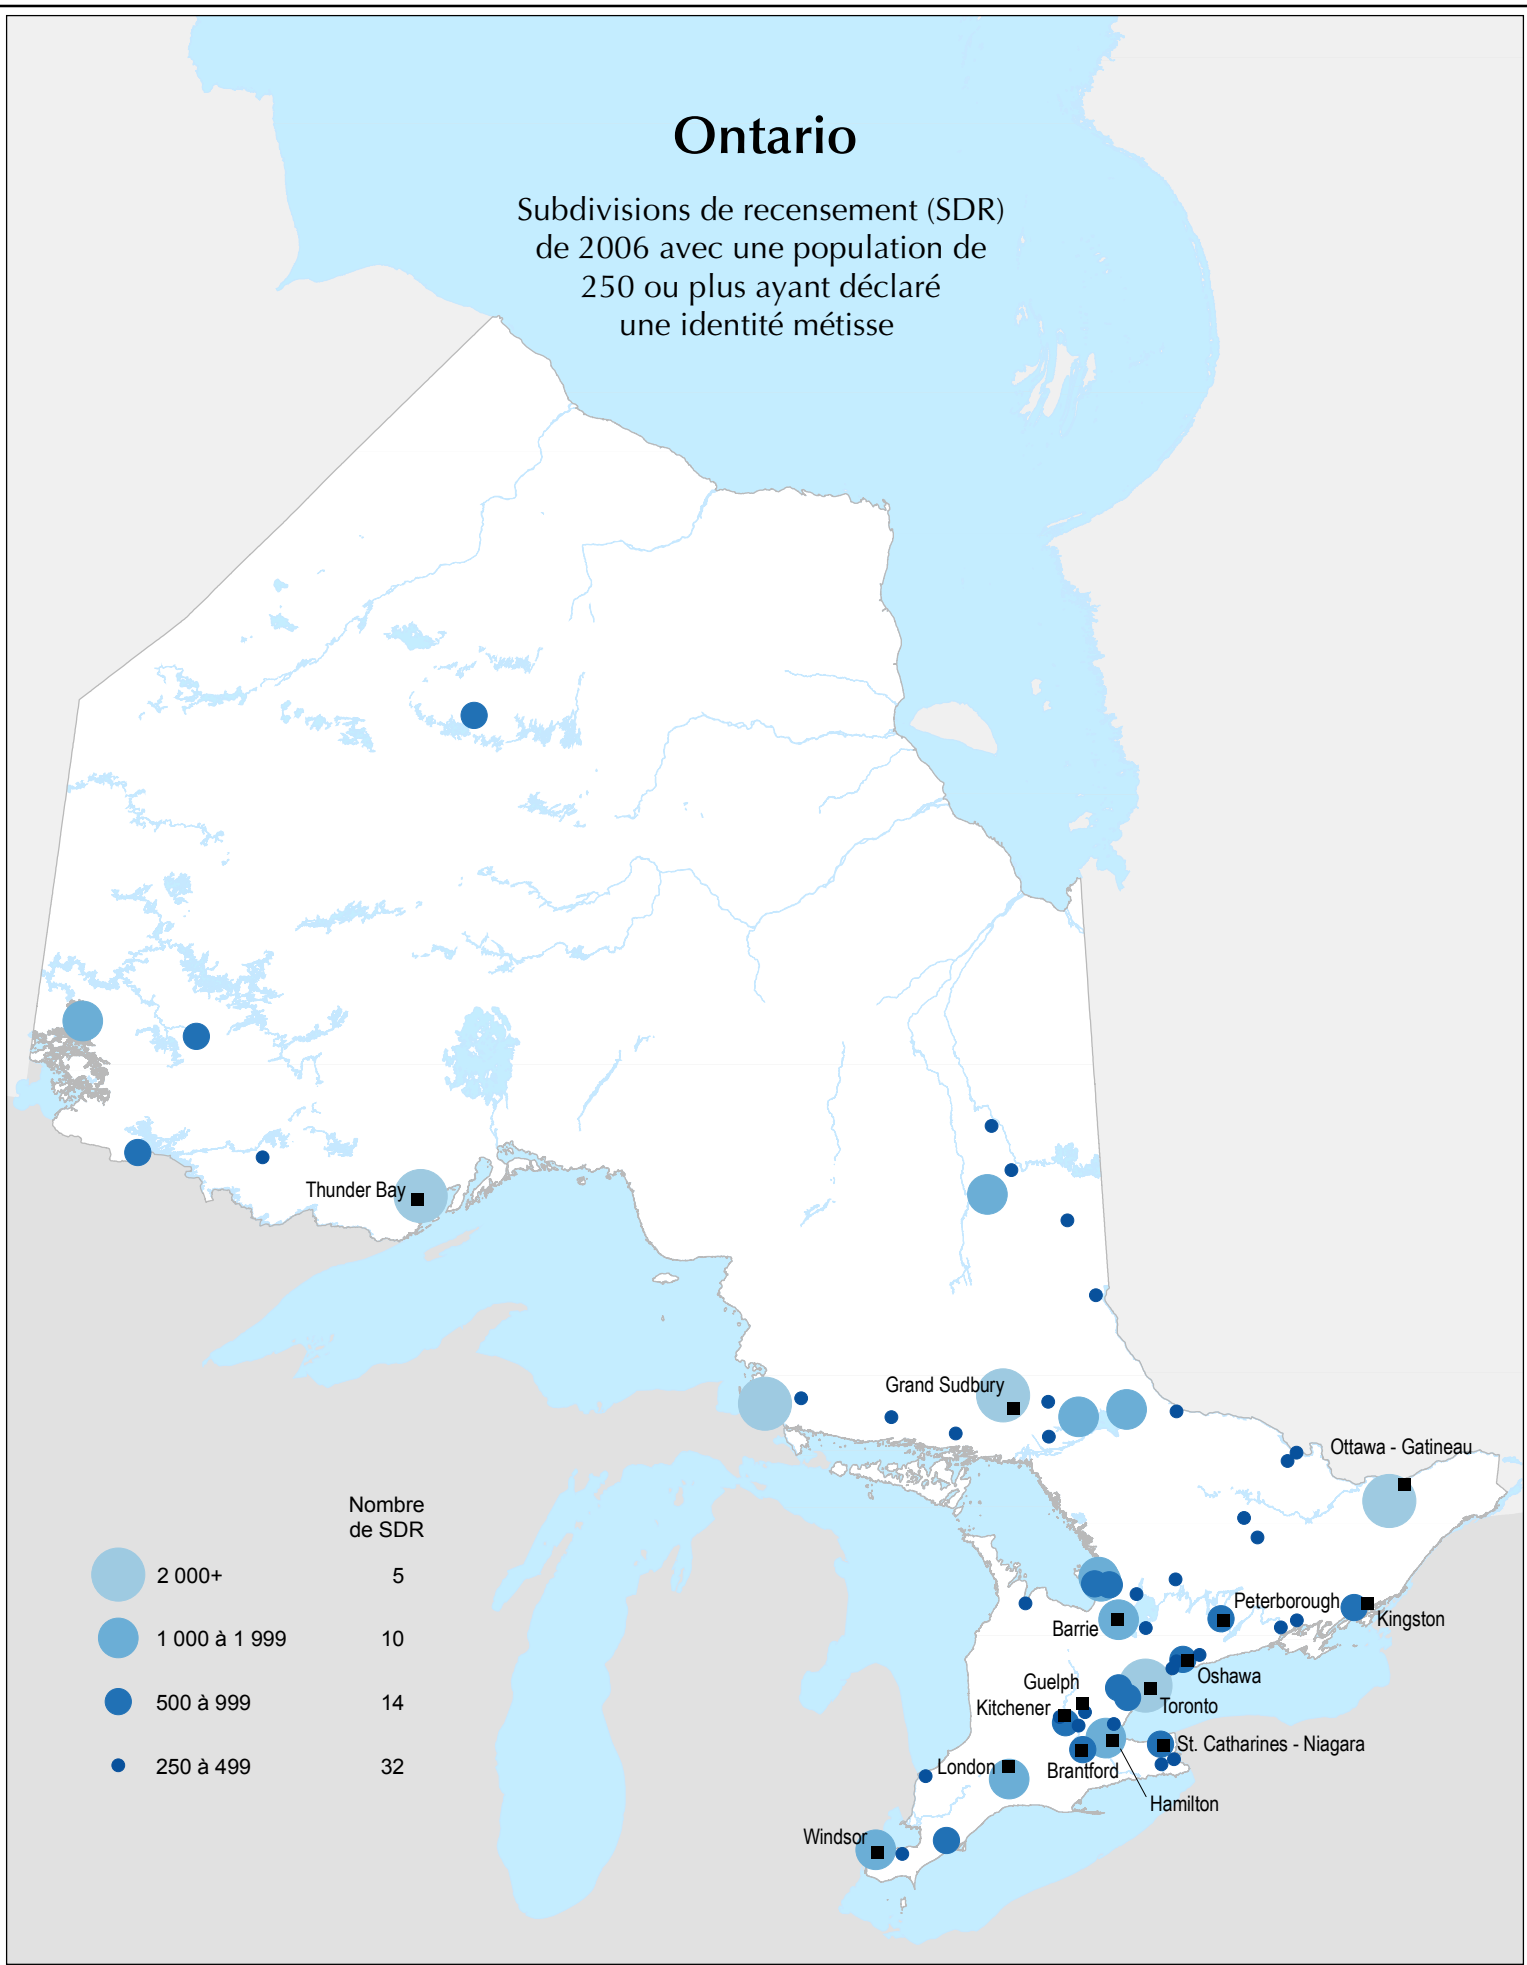 Ontario
Subdivisions de recensement (SDR)
de 2006 avec une population de
250 ou plus ayant déclaré
une identité métisse
Thunder Bay
Grand Sudbury
Ottawa - Gatineau
Peterborough
Kingston
Barrie
Oshawa
Guelph
Toronto
Kitchener
St. Catharines - Niagara
London
Brantford
Hamilton
Windsor
Nombre
de SDR
2 000+ 5
1 000 à 1 999 10
500 à 999 14
250 à 499 32